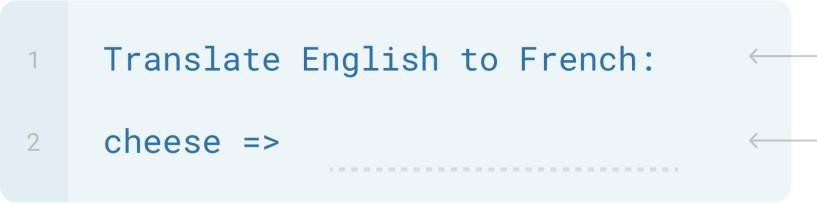 1 Translate English to French:
2 cheese =>